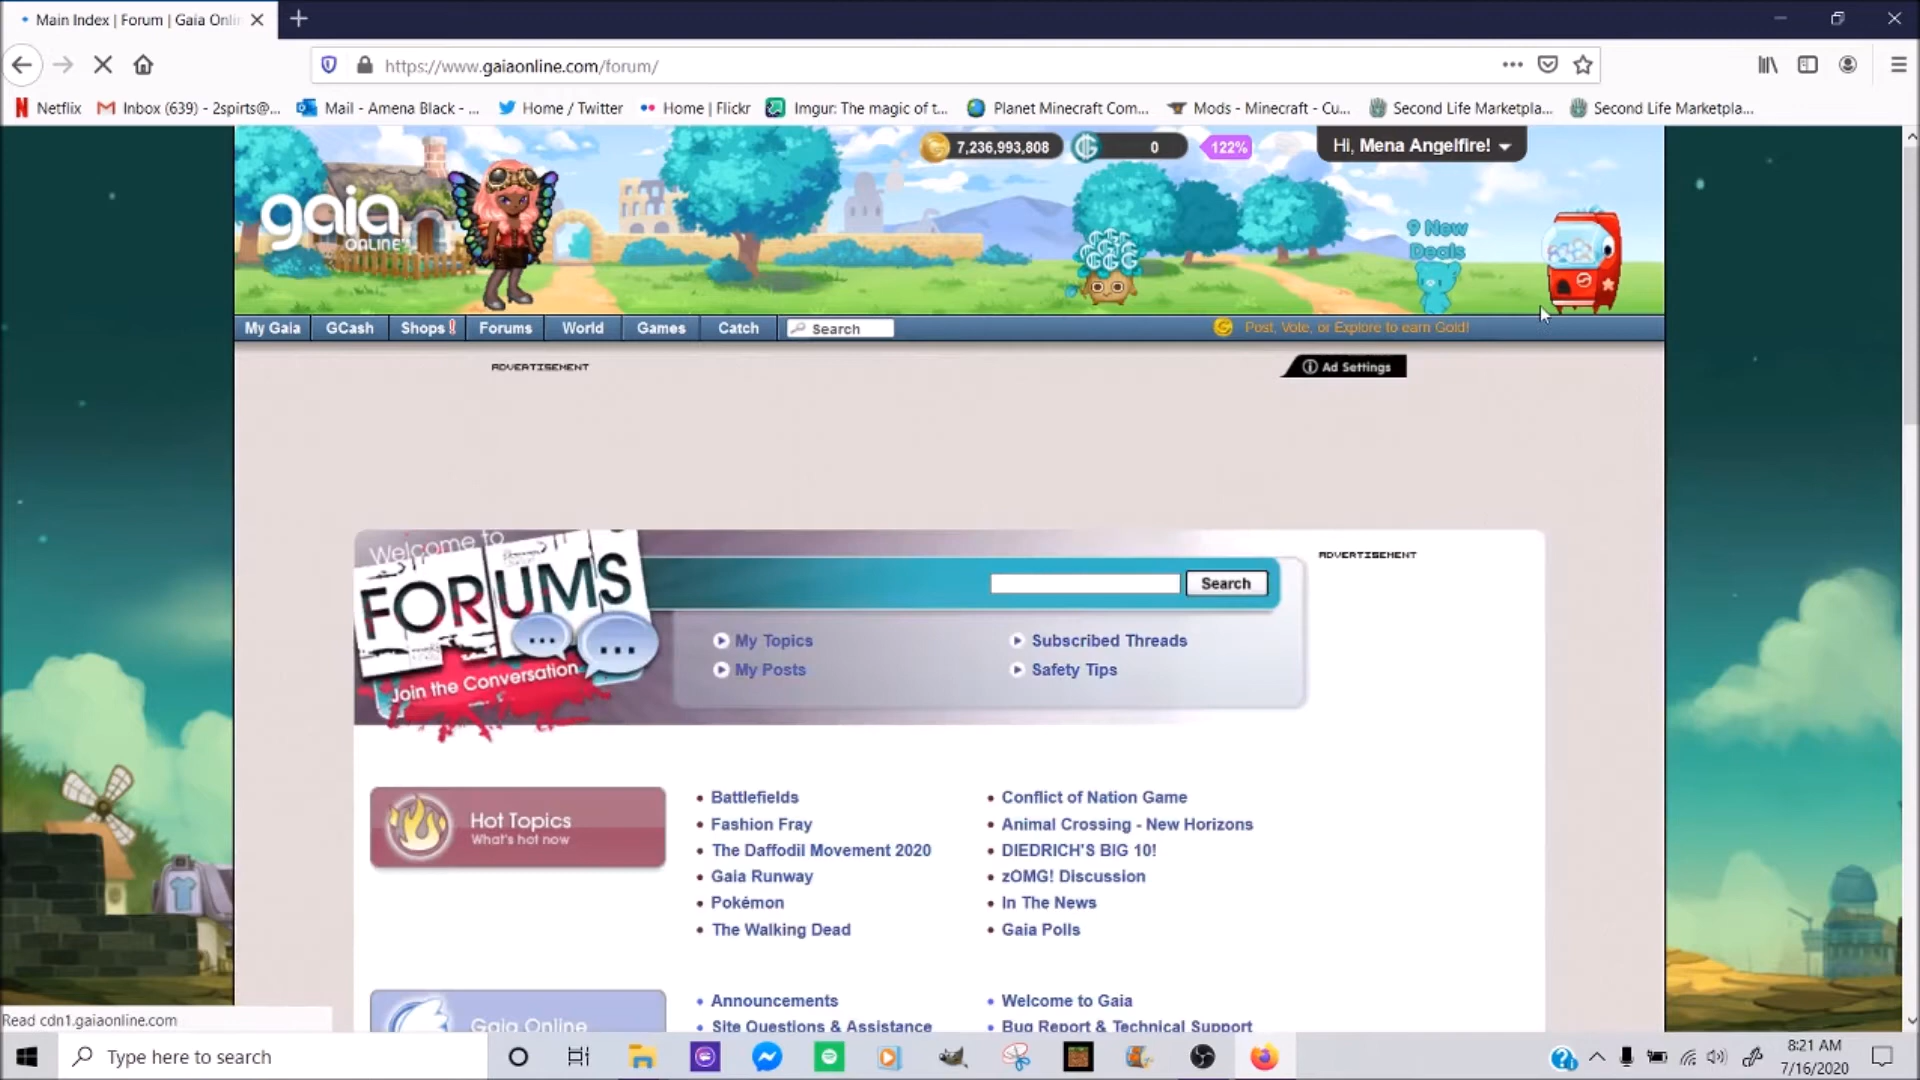 Main Index | Forum | Gaia Onlin
https://www.gaiaonline.com/forum/
Netflix
Inbox (639) - 2spirts@...
Mail - Amena Black - ...
Home / Twitter
Home | Flickr
Imgur: The magic of t...
Planet Minecraft Com...
Mods - Minecraft - Cu...
Second Life Marketpla...
Second Life Marketpla...
7,236,993,808
0
122%
Hi, Mena Angelfire!
gaia
ONLINE
9 New
Deals
My Gaia
GCash
Shops!
Forums
World
Games
Catch
Search
Post, Vote, or Explore to earn Gold!
ADVERTISEMENT
Ad Settings
Welcome to
FORUMS
Join the Conversation
Search
ADVERTISEMENT
My Topics
Subscribed Threads
My Posts
Safety Tips
Hot Topics
What's hot now
Battlefields
Fashion Fray
The Daffodil Movement 2020
Gaia Runway
Pokémon
The Walking Dead
Conflict of Nation Game
Animal Crossing - New Horizons
DIEDRICH'S BIG 10!
zOMG! Discussion
In The News
Gaia Polls
Gaia Online
Announcements
Site Questions & Assistance
Welcome to Gaia
Bug Report & Technical Support
Read cdn1.gaiaonline.com
Type here to search
8:21 AM
7/16/2020